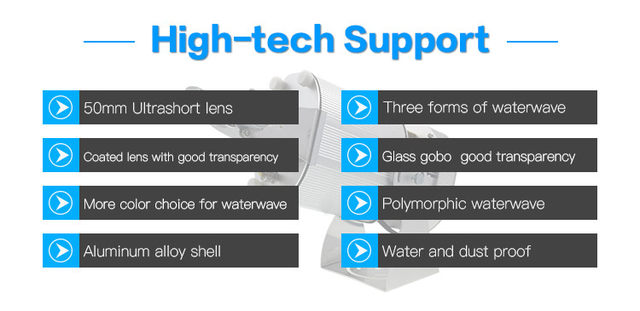 High-tech Support
50mm Ultrashort lens
Three forms of waterwave
Coated lens with good transparency
Glass gobo good transparency
More color choice for waterwave
Polymorphic waterwave
Aluminum alloy shell
Water and dust proof